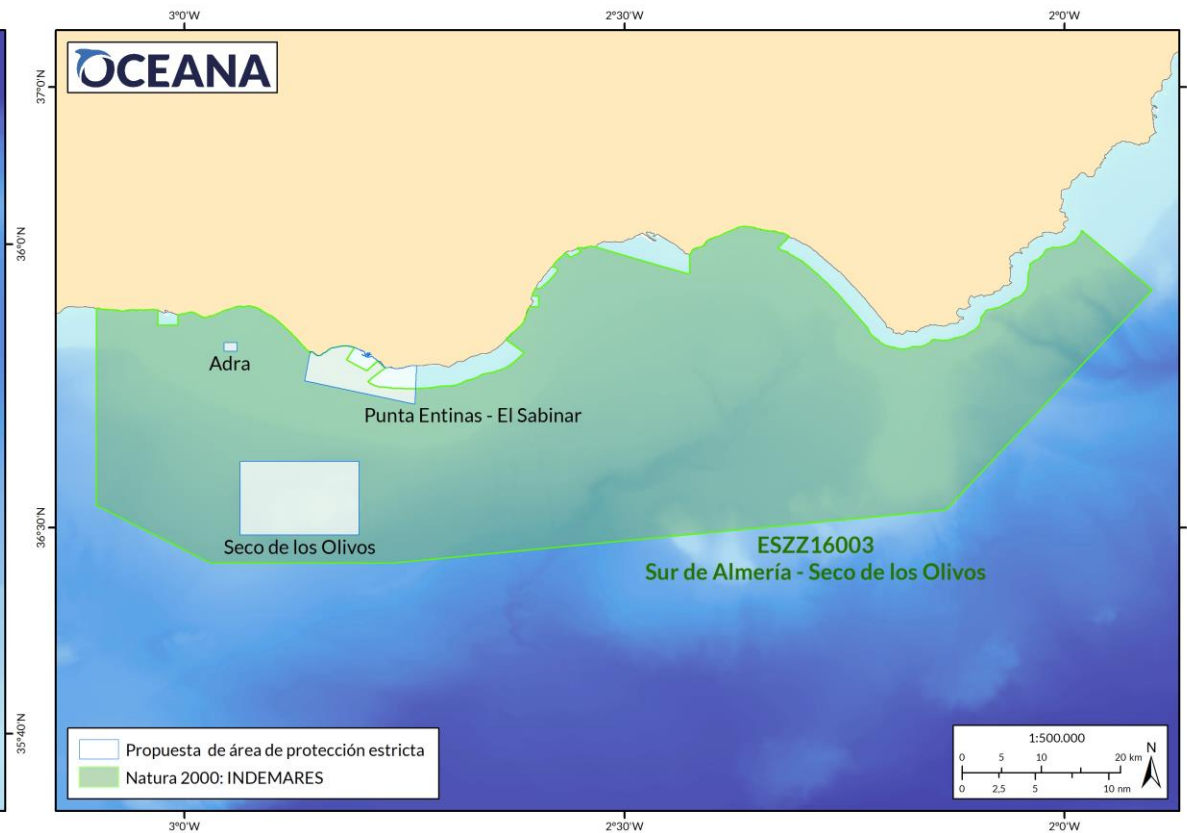 3°0'W
2°30'W
2°0'W
OCEANA
37°0'N
36°0'N
Adra
Punta Entinas - El Sabinar
36°30'N
Seco de los Olivos
ESZZ16003
Sur de Almería - Seco de los Olivos
35°40'N
Propuesta de área de protección estricta
Natura 2000: INDEMARES
1:500.000
0 5 10 20 km
N
0 2,5 5 10 nm
3°0'W
2°30'W
2°0'W